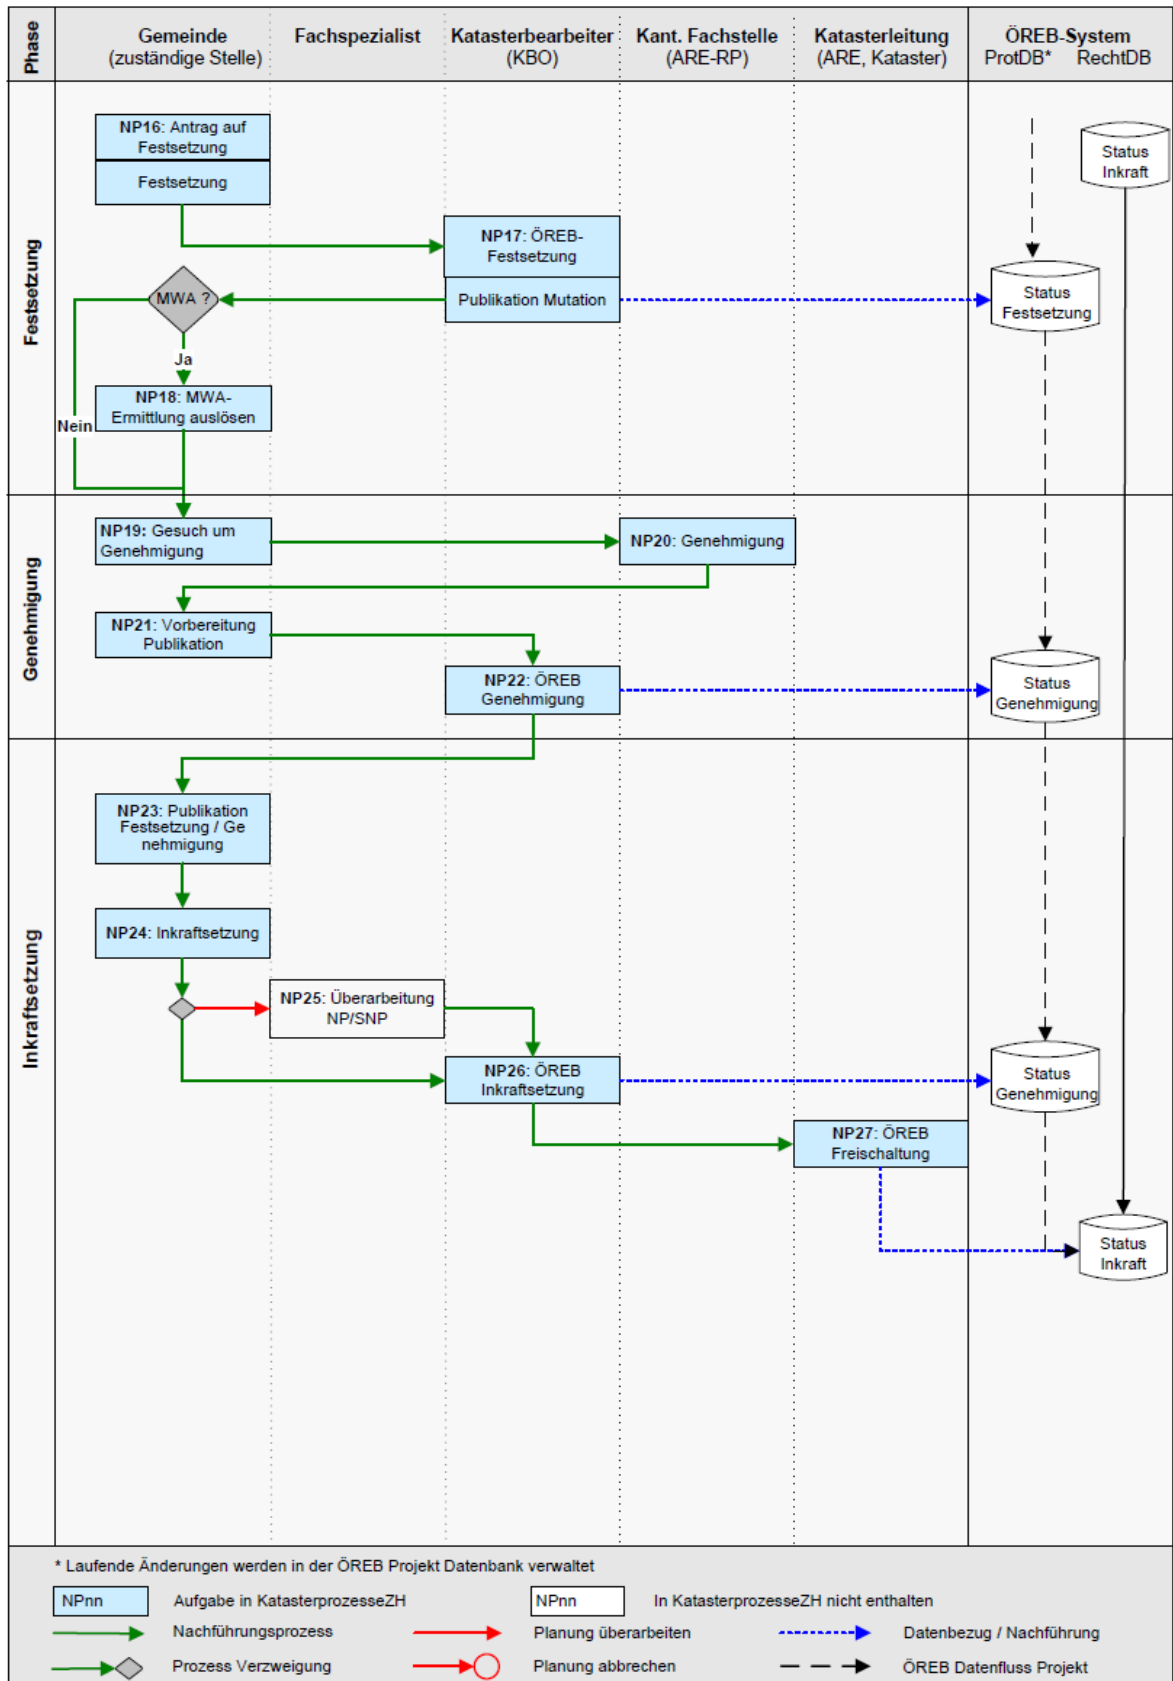 Phase
Gemeinde
(zuständige Stelle)
Fachspezialist
Katasterbearbeiter
(KBO)
Kant. Fachstelle
(ARE-RP)
Katasterleitung
(ARE, Kataster)
ÖREB-System
ProtDB* RechtDB
Festsetzung
NP16: Antrag auf
Festsetzung
Festsetzung
Status
Inkraft
NP17: ÖREB-
Festsetzung
Publikation Mutation
MWA ?
Status
Festsetzung
Ja
NP18: MWA-
Ermittlung auslösen
Nein
Genehmigung
NP19: Gesuch um
Genehmigung
NP20: Genehmigung
NP21: Vorbereitung
Publikation
NP22: ÖREB
Genehmigung
Status
Genehmigung
Inkraftsetzung
NP23: Publikation
Festsetzung / Ge
nehmigung
NP24: Inkraftsetzung
NP25: Überarbeitung
NP/SNP
NP26: ÖREB
Inkraftsetzung
Status
Genehmigung
NP27: ÖREB
Freischaltung
Status
Inkraft
* Laufende Änderungen werden in der ÖREB Projekt Datenbank verwaltet
NPnn Aufgabe in KatasterprozesseZH NPnn In KatasterprozesseZH nicht enthalten
Nachführungsprozess Planung überarbeiten Datenbezug / Nachführung
Prozess Verzweigung Planung abbrechen ÖREB Datenfluss Projekt